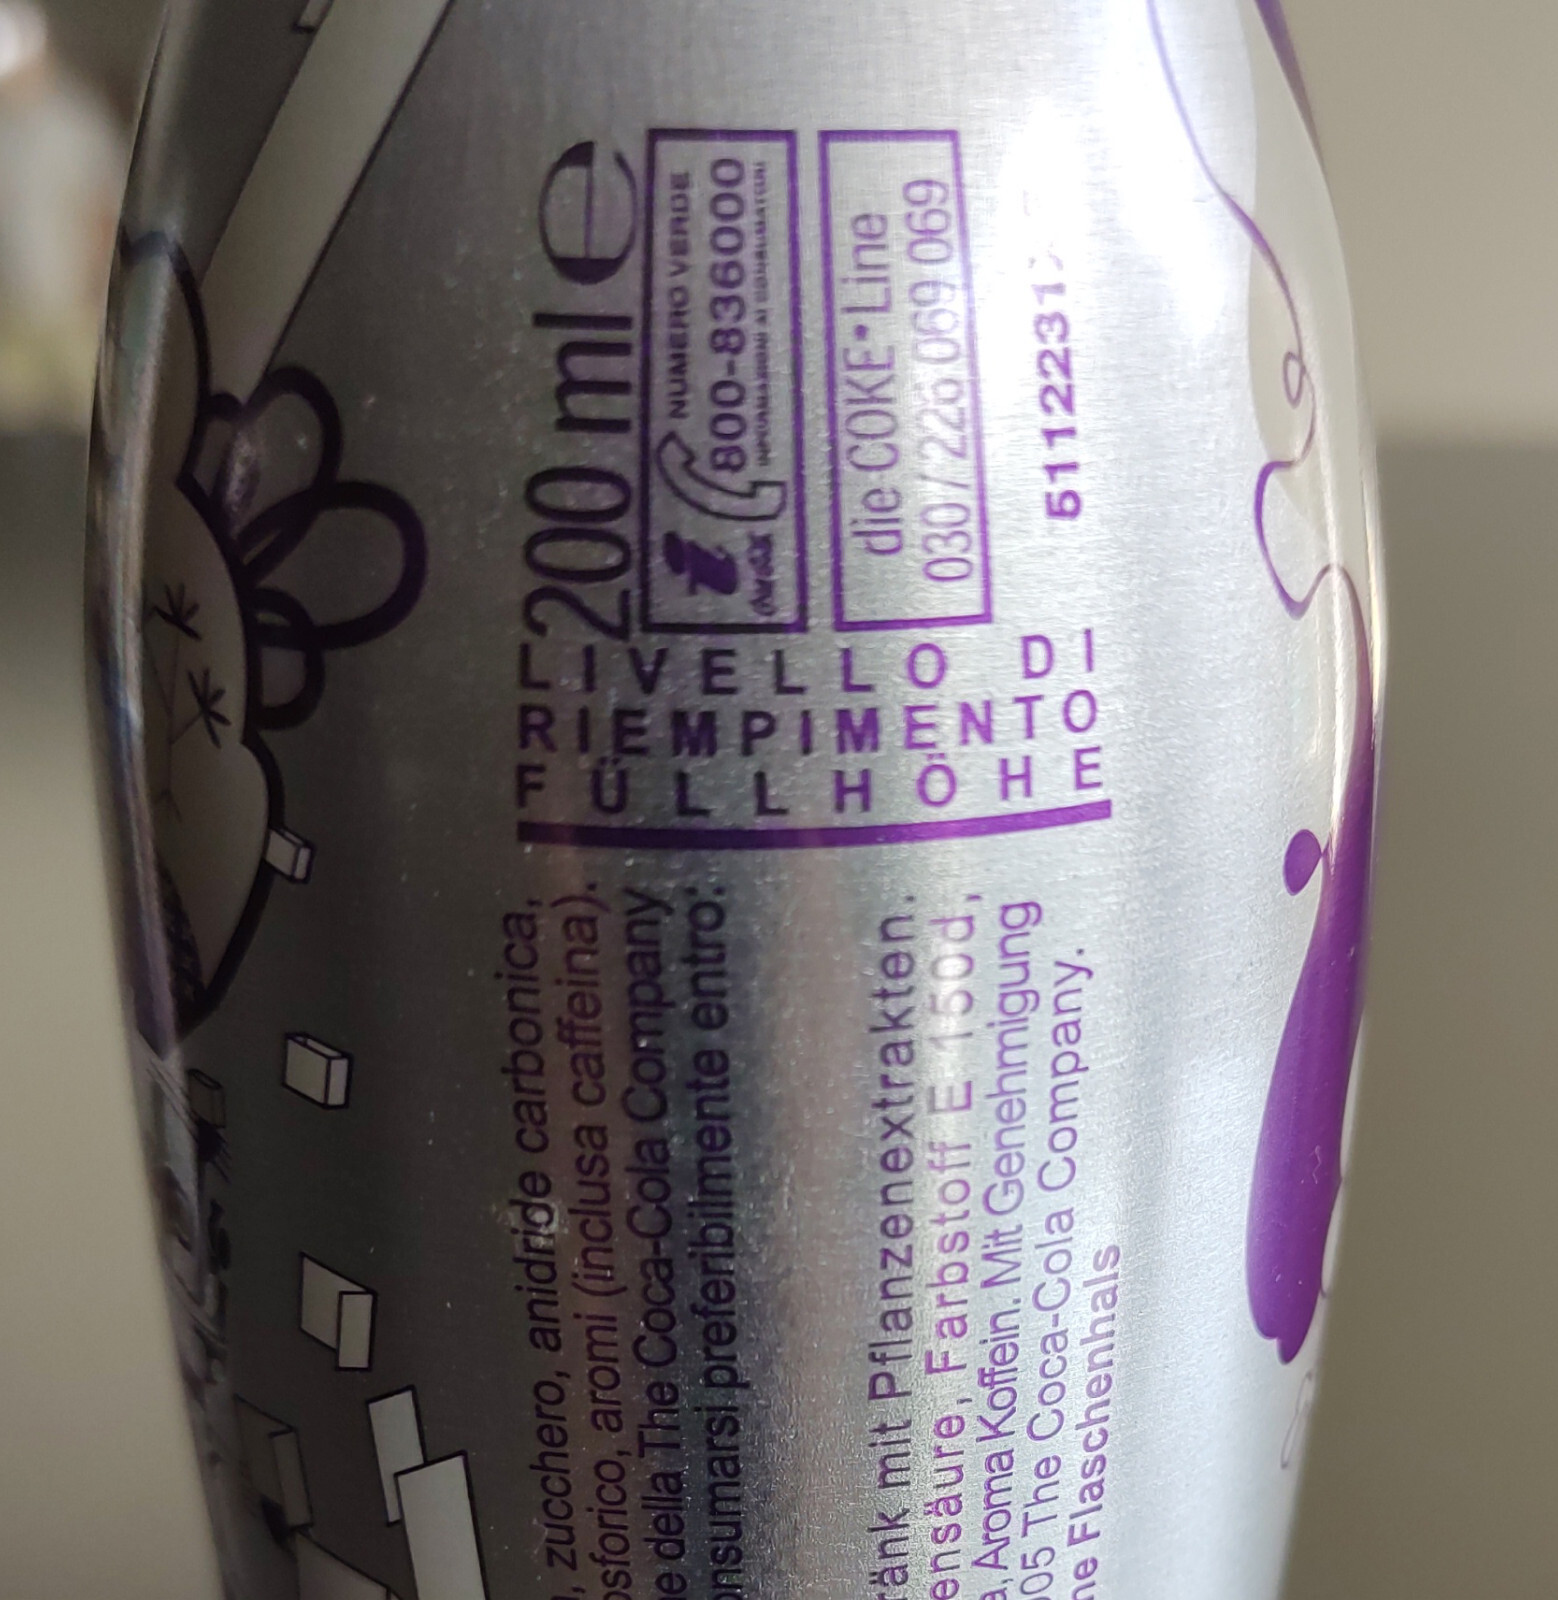 200 ml e
NUMERO VERDE
800-836000
INFORMAZIONI AI CONSUMATORI
die COKE•Line
030/226 069 069
5112231
LIVELLO DI
RIEMPIMENTO
FÜLLHÖHE
zucchero, anidride carbonica,
aromi (inclusa caffeina).
della The Coca-Cola Company
preferibilmente entro:
mit Pflanzenextrakten.
Farbstoff E 150d,
Aroma Koffein. Mit Genehmigung
The Coca-Cola Company.
Flaschenhals